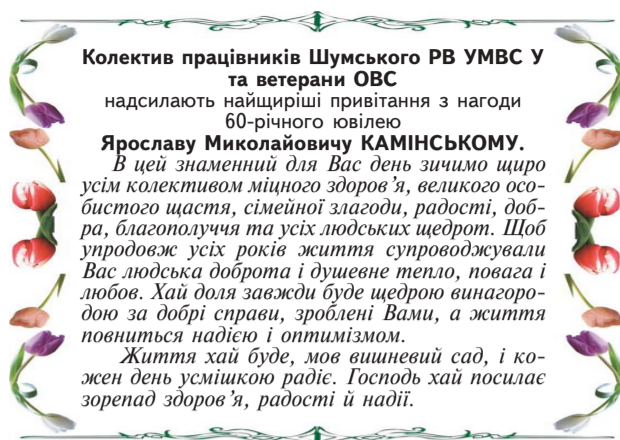 Колектив працівників Шумського РВ УМВС У
та ветерани ОВС
надсилають найщиріші привітання з нагоди
60-річного ювілею
Ярославу Миколайовичу КАМІНСЬКОМУ.
В цей знаменний для Вас день зичимо щиро
усім колективом міцного здоров’я, великого осо-
бистого щастя, сімейної злагоди, радості, доб-
ра, благополуччя та усіх людських щедрот. Щоб
упродовж усіх років життя супроводжували
Вас людська доброта і душевне тепло, повага і
любов. Хай доля завжди буде щедрою винагоро-
дою за добрі справи, зроблені Вами, а життя
повниться надією і оптимізмом.
Життя хай буде, мов вишневий сад, і ко-
жен день усмішкою радіє. Господь хай посилає
зорепад здоров’я, радості й надії.